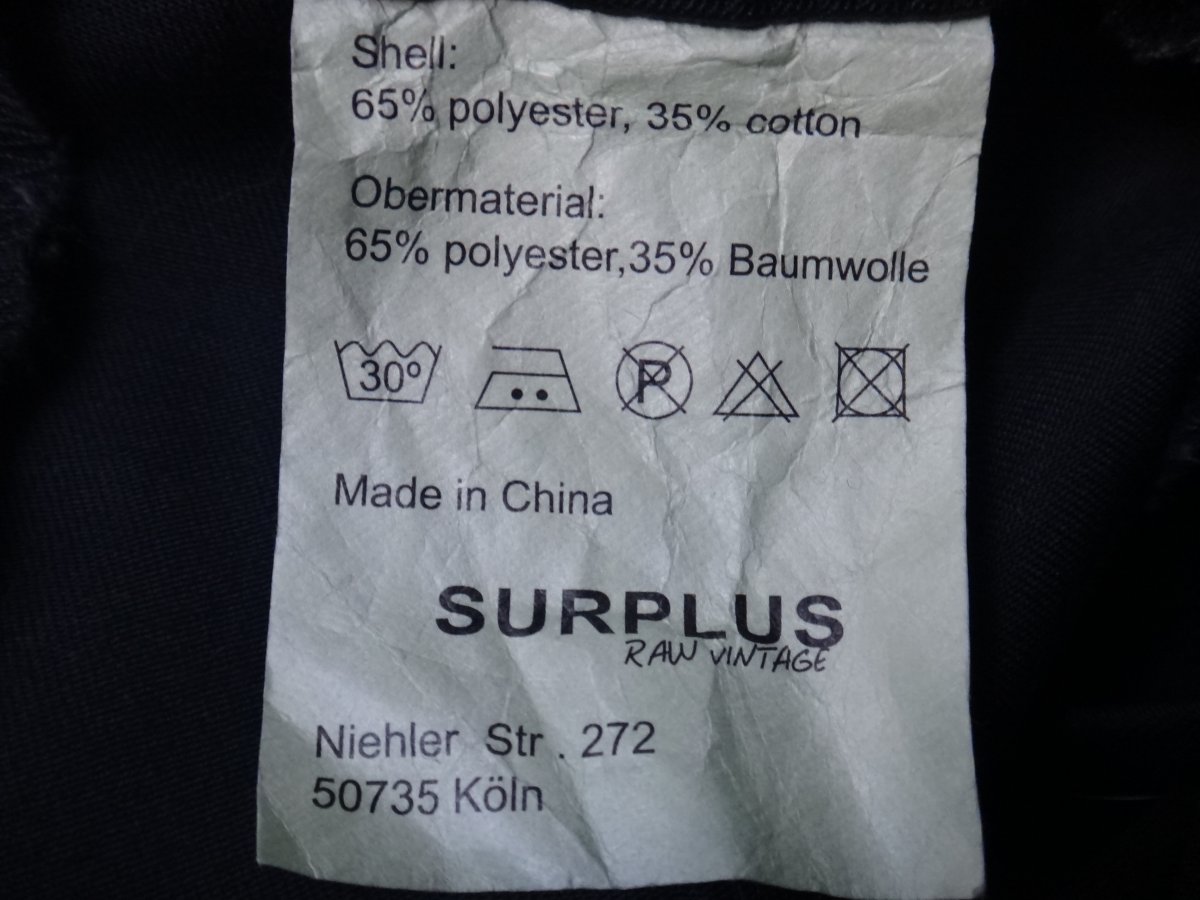 Shell:
65% polyester, 35% cotton
Obermaterial:
65% polyester,35% Baumwolle
30° P
Made in China
SURPLUS
RAW VINTAGE
Niehler Str . 272
50735 Köln